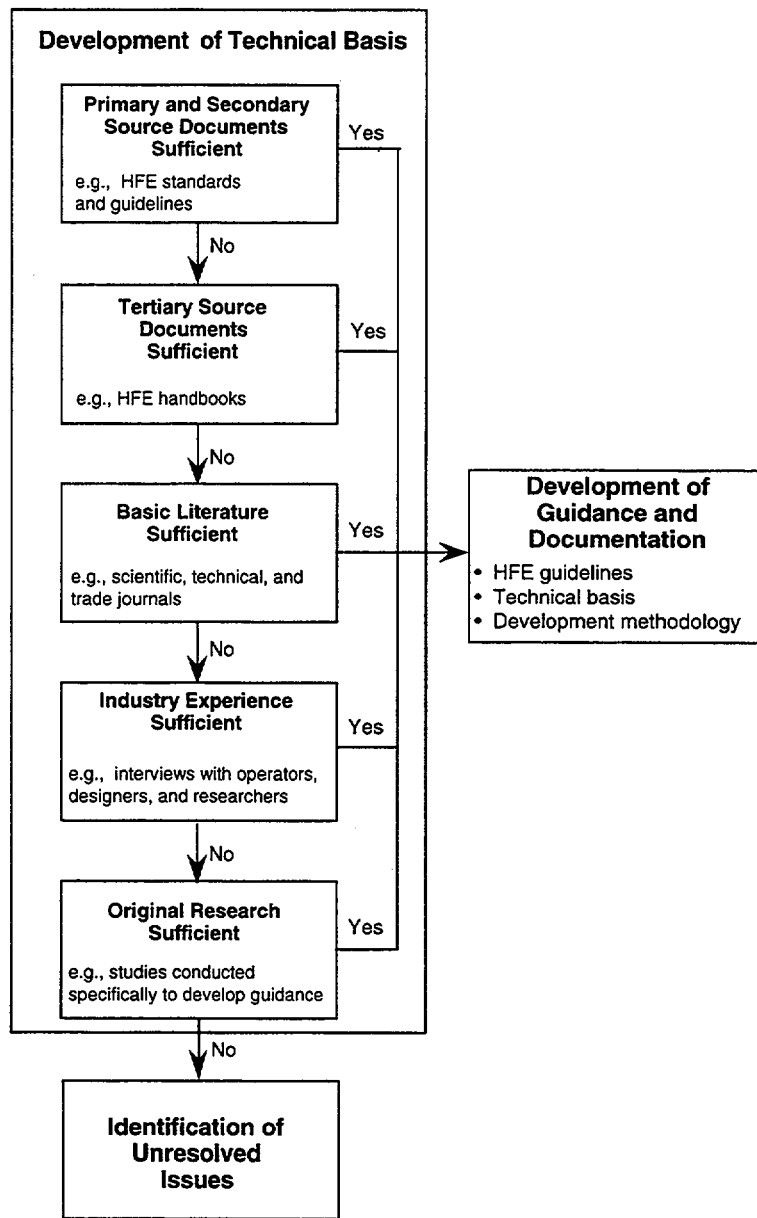 Development of Technical Basis
Primary and Secondary
Source Documents
Sufficient
e.g., HFE standards
and guidelines
Yes
No
Tertiary Source
Documents
Sufficient
e.g., HFE handbooks
Yes
No
Basic Literature
Sufficient
e.g., scientific, technical, and
trade journals
Yes
No
Industry Experience
Sufficient
e.g., interviews with operators,
designers, and researchers
Yes
No
Original Research
Sufficient
e.g., studies conducted
specifically to develop guidance
Yes
No
Identification of
Unresolved
Issues
Development of
Guidance and
Documentation
• HFE guidelines
• Technical basis
• Development methodology